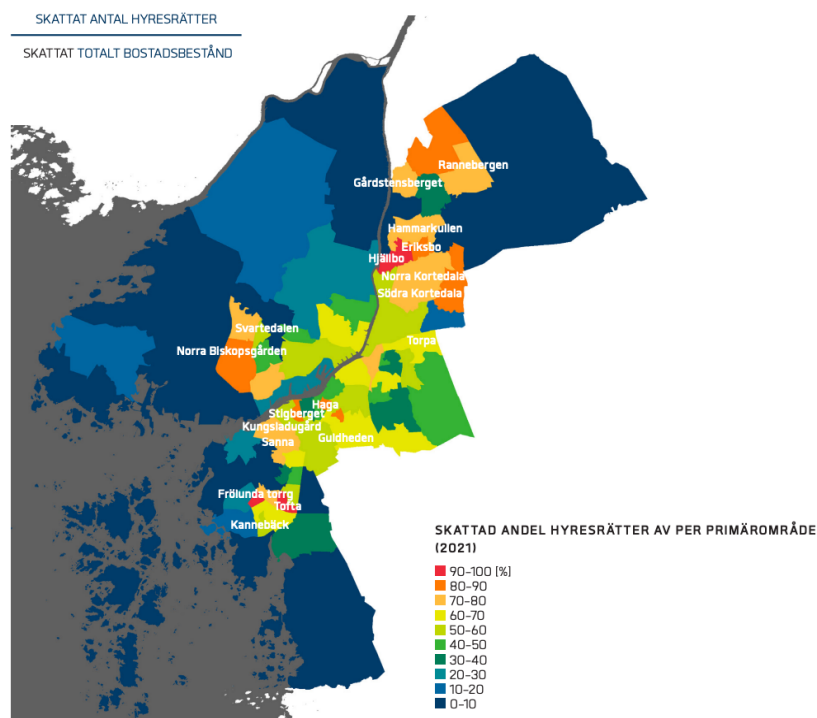 SKATTAT ANTAL HYRESRÄTTER
SKATTAT TOTALT BOSTADSBESTÅND
Rannebergen
Gårdstensberget
Hammarkullen
Eriksbo
Hjällbo
Norra Kortedala
Södra Kortedala
Svartedalen
Torpa
Norra Biskopsgården
Haga
Stigberget
Kungsladugård
Guldheden
Sanna
Frölunda torrg
Tofta
Kannebäck
SKATTAD ANDEL HYRESRÄTTER AV PER PRIMÄROMRÅDE
(2021)
90-100 [%]
80-90
70-80
60-70
50-60
40-50
30-40
20-30
10-20
0-10